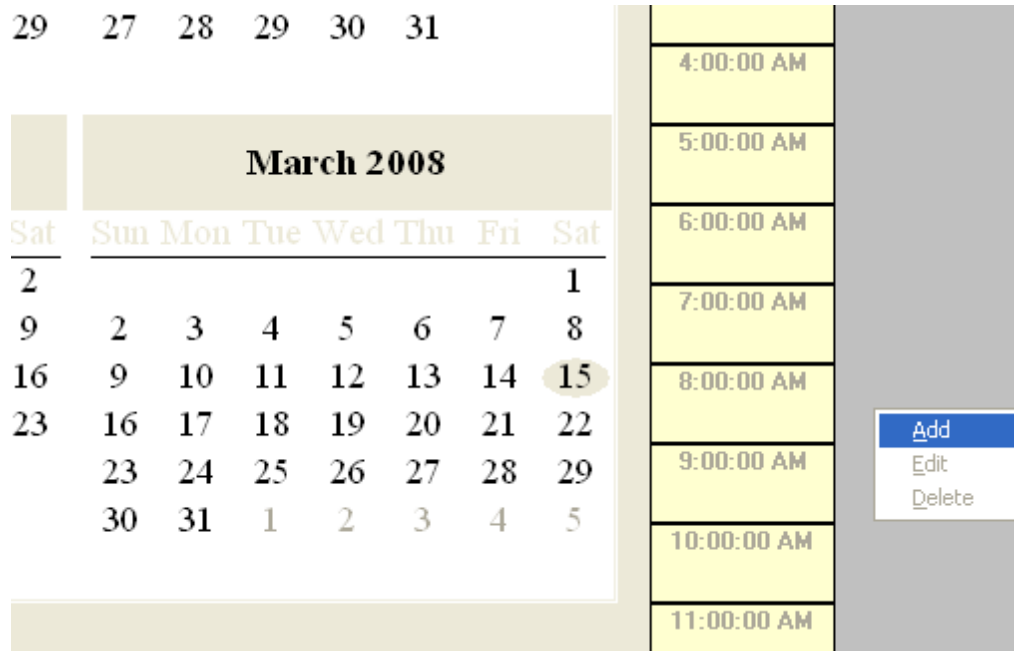 29 27 28 29 30 31
March 2008
Sat Sun Mon Tue Wed Thu Fri Sat
2 1
9 2 3 4 5 6 7 8
16 9 10 11 12 13 14 15
23 16 17 18 19 20 21 22
23 24 25 26 27 28 29
30 31 1 2 3 4 5
4:00:00 AM
5:00:00 AM
6:00:00 AM
7:00:00 AM
8:00:00 AM
9:00:00 AM
10:00:00 AM
11:00:00 AM
Add
Edit
Delete